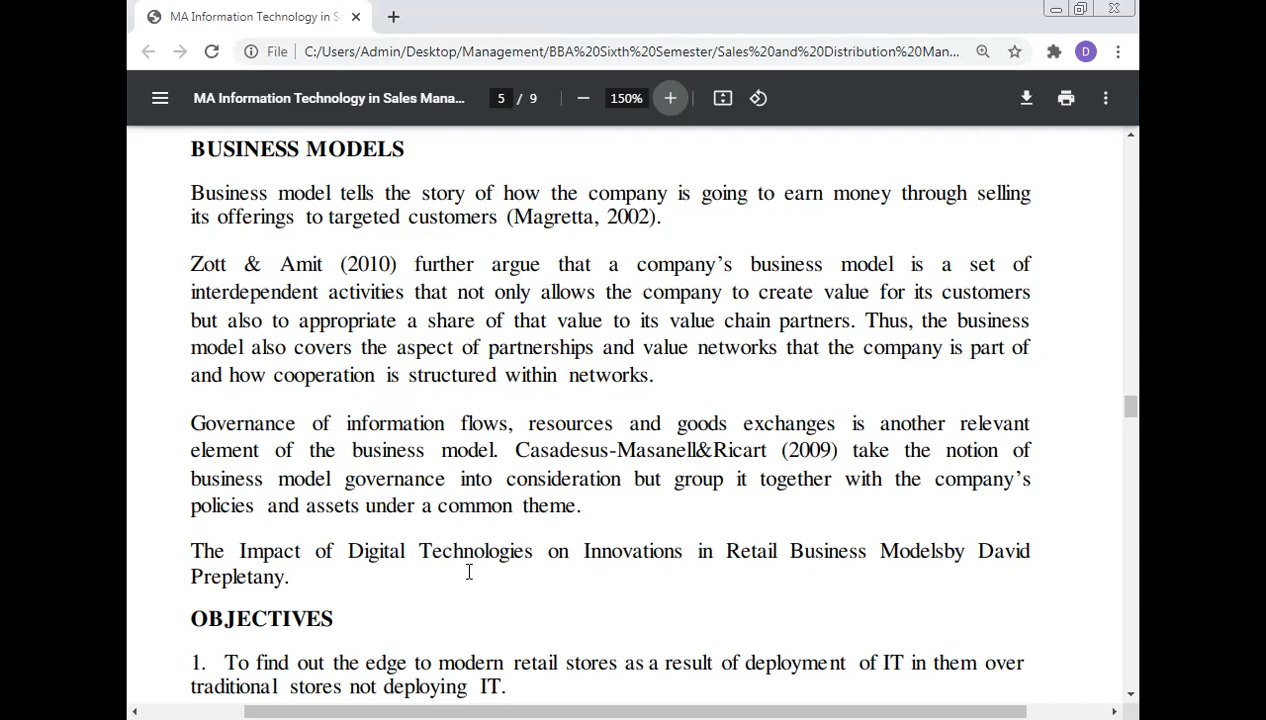 MA Information Technology in S
File C:/Users/Admin/Desktop/Management/BBA%20Sixth%20Semester/Sales%20and%20Distribution%20Man...
D
MA Information Technology in Sales Mana... 5 / 9 150%
BUSINESS MODELS
Business model tells the story of how the company is going to earn money through selling
its offerings to targeted customers (Magretta, 2002).
Zott & Amit (2010) further argue that a company's business model is a set of
interdependent activities that not only allows the company to create value for its customers
but also to appropriate a share of that value to its value chain partners. Thus, the business
model also covers the aspect of partnerships and value networks that the company is part of
and how cooperation is structured within networks.
Governance of information flows, resources and goods exchanges is another relevant
element of the business model. Casadesus-Masanell&Ricart (2009) take the notion of
business model governance into consideration but group it together with the company's
policies and assets under a common theme.
The Impact of Digital Technologies on Innovations in Retail Business Modelsby David
Prepletany.
OBJECTIVES
1. To find out the edge to modern retail stores as a result of deployment of IT in them over
traditional stores not deploying IT.